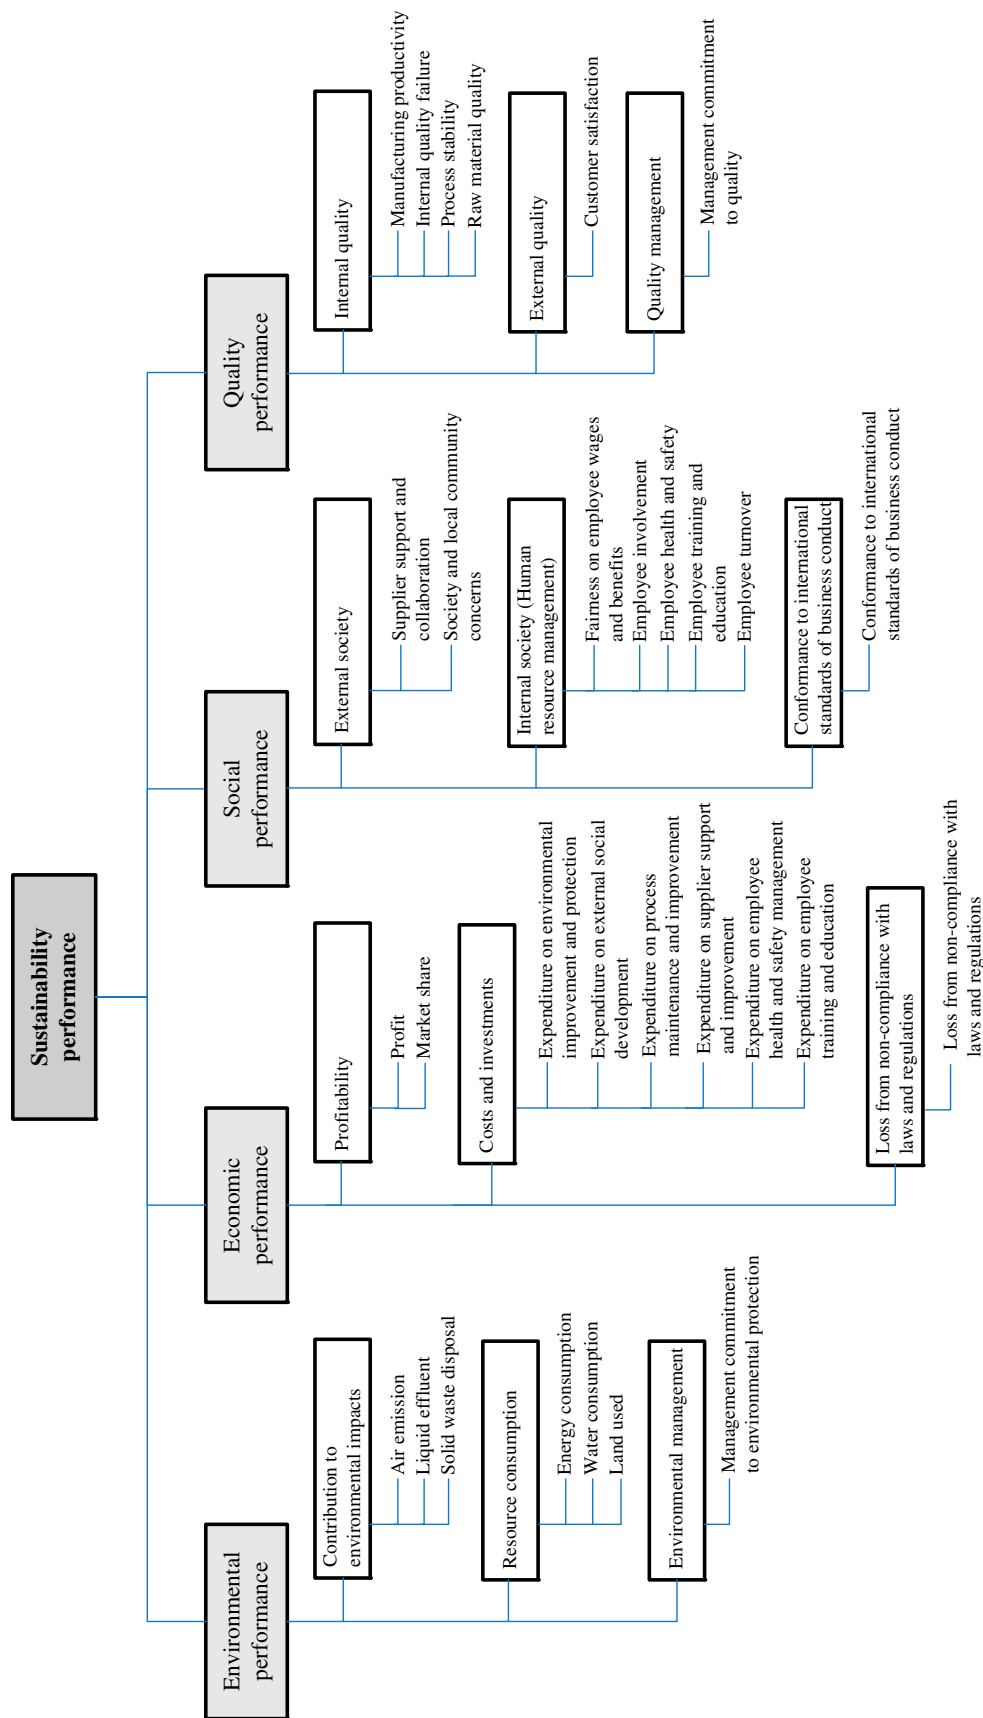 Sustainability
performance
Environmental
performance
Contribution to
environmental impacts
Air emission
Liquid effluent
Solid waste disposal
Resource consumption
Energy consumption
Water consumption
Land used
Environmental management
Management commitment
to environmental protection
Economic
performance
Profitability
Profit
Market share
Costs and investments
Expenditure on environmental
improvement and protection
Expenditure on external social
development
Expenditure on process
maintenance and improvement
Expenditure on supplier support
and improvement
Expenditure on employee
health and safety management
Expenditure on employee
training and education
Loss from non-compliance with
laws and regulations
Loss from non-compliance with
laws and regulations
Social
performance
External society
Supplier support and
collaboration
Society and local community
concerns
Internal society (Human
resource management)
Fairness on employee wages
and benefits
Employee involvement
Employee health and safety
Employee training and
education
Employee turnover
Conformance to international
standards of business conduct
Conformance to international
standards of business conduct
Quality
performance
Internal quality
Manufacturing productivity
Internal quality failure
Process stability
Raw material quality
External quality
Customer satisfaction
Quality management
Management commitment
to quality